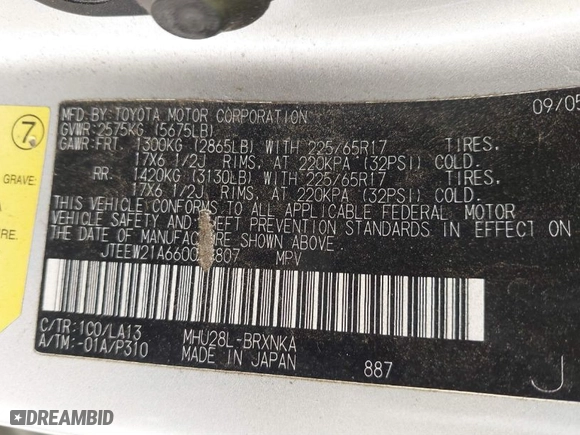 MFD. BY: TOYOTA MOTOR CORPORATION 09/05
GVWR: 2575KG (5675LB)
GAWR: FRT. 1300KG (2865LB) WITH 225/65R17 TIRES,
17X6 1/2J RIMS, AT 220KPA (32PSI) COLD.
RR. 1420KG (3130LB) WITH 225/65R17 TIRES,
17X6 1/2J RIMS, AT 220KPA (32PSI) COLD.
THIS VEHICLE CONFORMS TO ALL APPLICABLE FEDERAL MOTOR
VEHICLE SAFETY AND THEFT PREVENTION STANDARDS IN EFFECT ON
THE DATE OF MANUFACTURE SHOWN ABOVE.
MPV
C/TR: 1C0/LA13 MHU28L-BRXNKA
A/TM: -01A/P310 MADE IN JAPAN 887 J
7
GRAVE.
RE.
DREAMBID